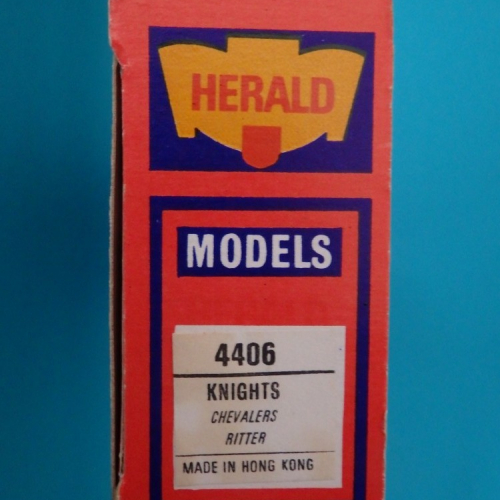 HERALD
MODELS
4406
KNIGHTS
CHEVALERS
RITTER
MADE IN HONG KONG